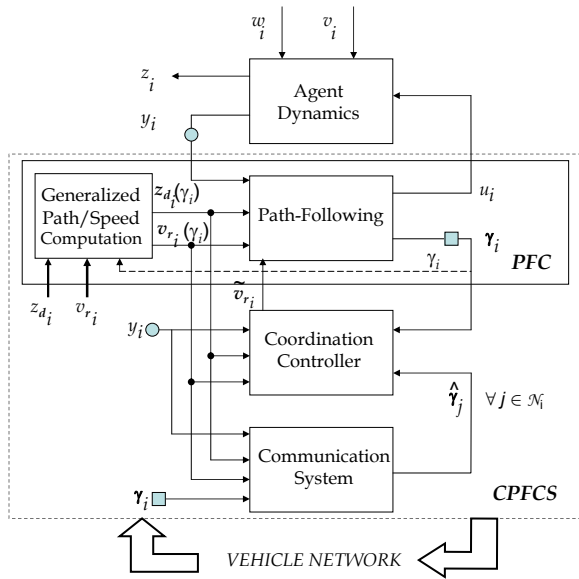 w_i
v_i
z_i
Agent
Dynamics
y_i
Generalized
Path/Speed
Computation
z_{d_i}(γ_i)
v_{r_i}(γ_i)
Path-Following
u_i
γ_i
γ_i
PFC
z_{d_i}
v_{r_i}
ṽ_{r_i}
y_i
Coordination
Controller
γ̂_j ∀ j ∈ 𝒩_i
Communication
System
γ_i
CPFCS
VEHICLE NETWORK